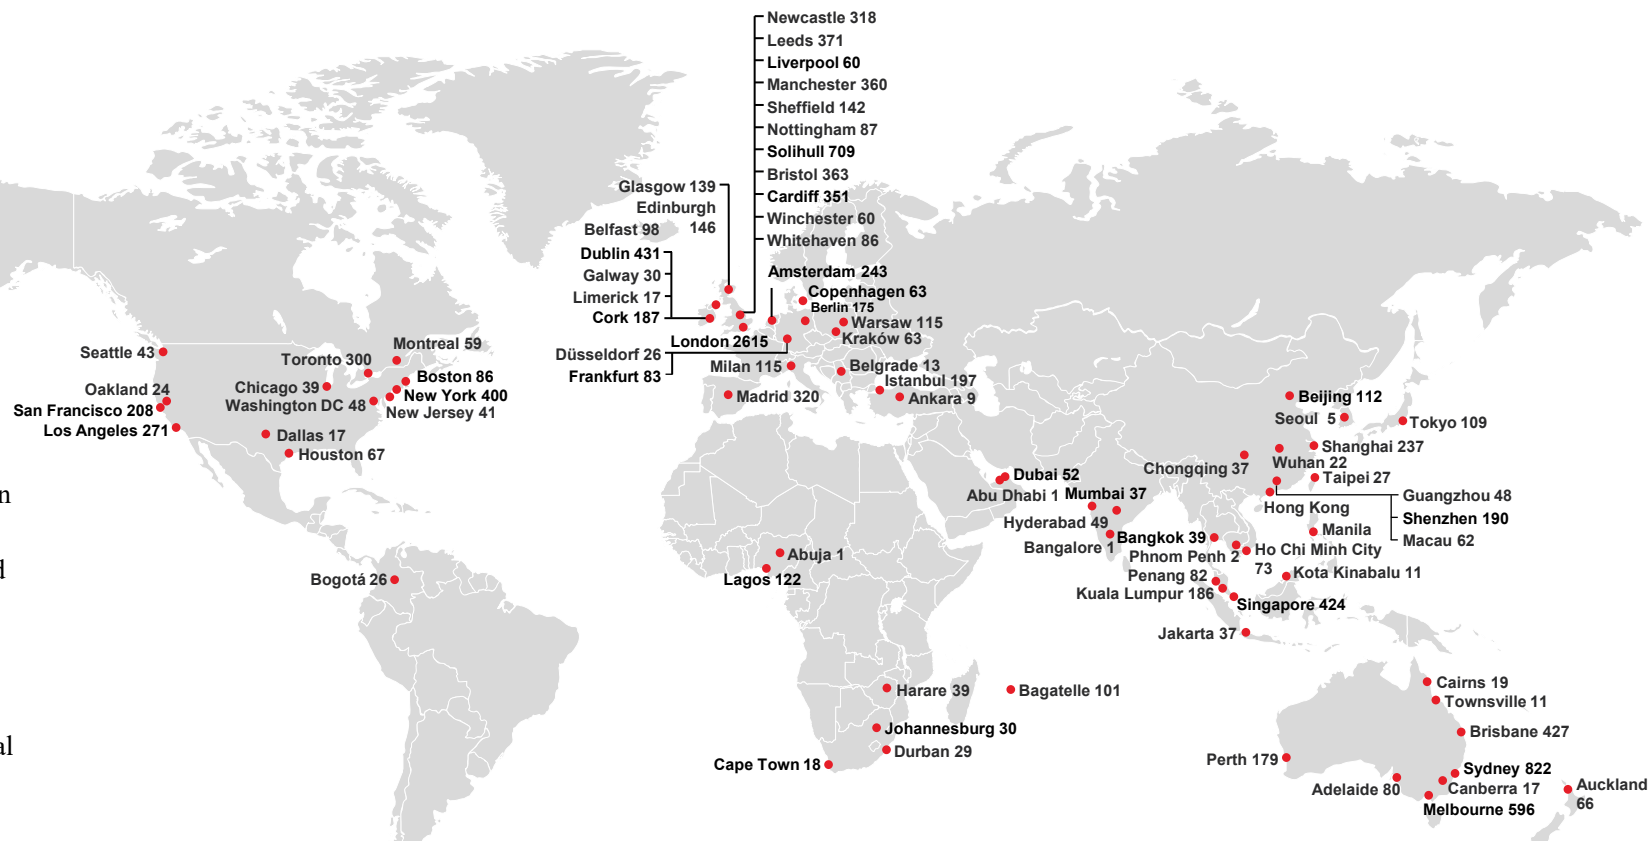 Newcastle 318
Leeds 371
Liverpool 60
Manchester 360
Sheffield 142
Nottingham 87
Solihull 709
Bristol 363
Cardiff 351
Winchester 60
Whitehaven 86
Glasgow 139
Edinburgh
146
Belfast 98
Dublin 431
Galway 30
Limerick 17
Cork 187
Amsterdam 243
Copenhagen 63
Berlin 175
Warsaw 115
Kraków 63
London 2615
Düsseldorf 26
Frankfurt 83
Milan 115
Madrid 320
Belgrade 13
Istanbul 197
Ankara 9
Seattle 43
Oakland 24
San Francisco 208
Los Angeles 271
Toronto 300
Montreal 59
Chicago 39
Washington DC 48
Boston 86
New York 400
New Jersey 41
Dallas 17
Houston 67
n
d
al
Bogotá 26
Abuja 1
Lagos 122
Harare 39
Johannesburg 30
Durban 29
Cape Town 18
Bagatelle 101
Dubai 52
Abu Dhabi 1
Mumbai 37
Hyderabad 49
Bangalore 1
Beijing 112
Seoul 5
Tokyo 109
Shanghai 237
Wuhan 22
Chongqing 37
Taipei 27
Hong Kong
Guangzhou 48
Shenzhen 190
Macau 62
Manila
Bangkok 39
Phnom Penh 2
Ho Chi Minh City
73
Penang 82
Kuala Lumpur 186
Kota Kinabalu 11
Singapore 424
Jakarta 37
Cairns 19
Townsville 11
Brisbane 427
Perth 179
Adelaide 80
Sydney 822
Canberra 17
Melbourne 596
Auckland
66